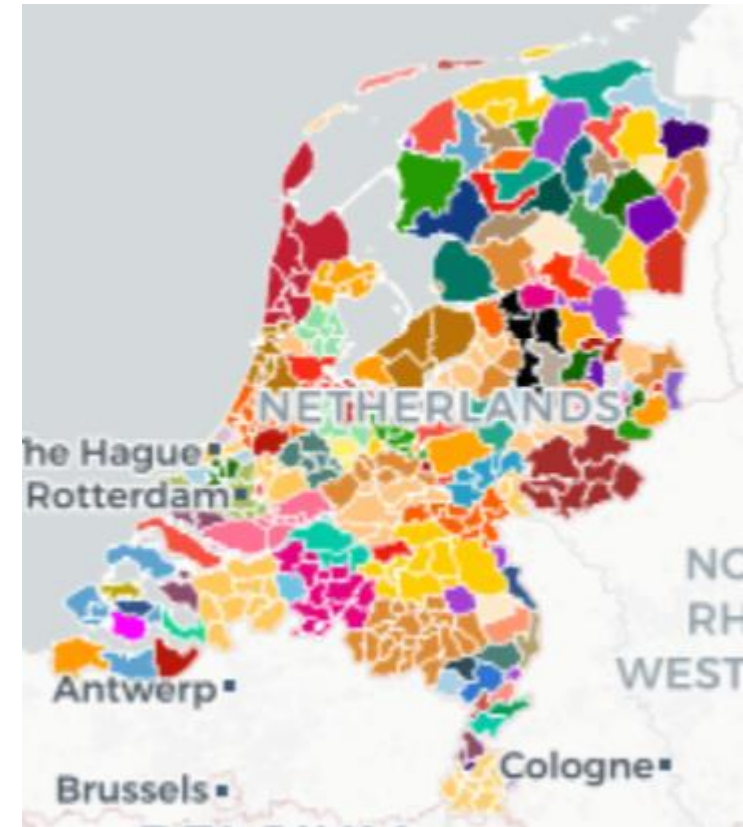 NETHERLANDS
he Hague
Rotterdam
NO
RH
WEST
Antwerp
Cologne
Brussels